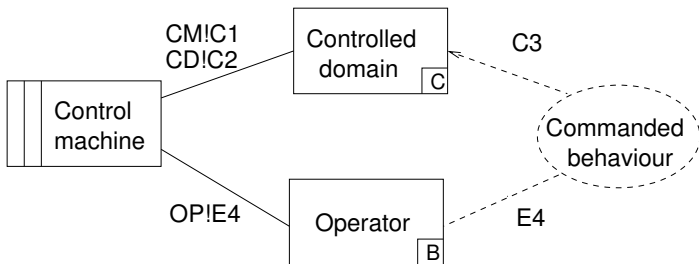 CM!C1
CD!C2
Controlled
domain
C
C3
Control
machine
Commanded
behaviour
OP!E4
Operator
B
E4